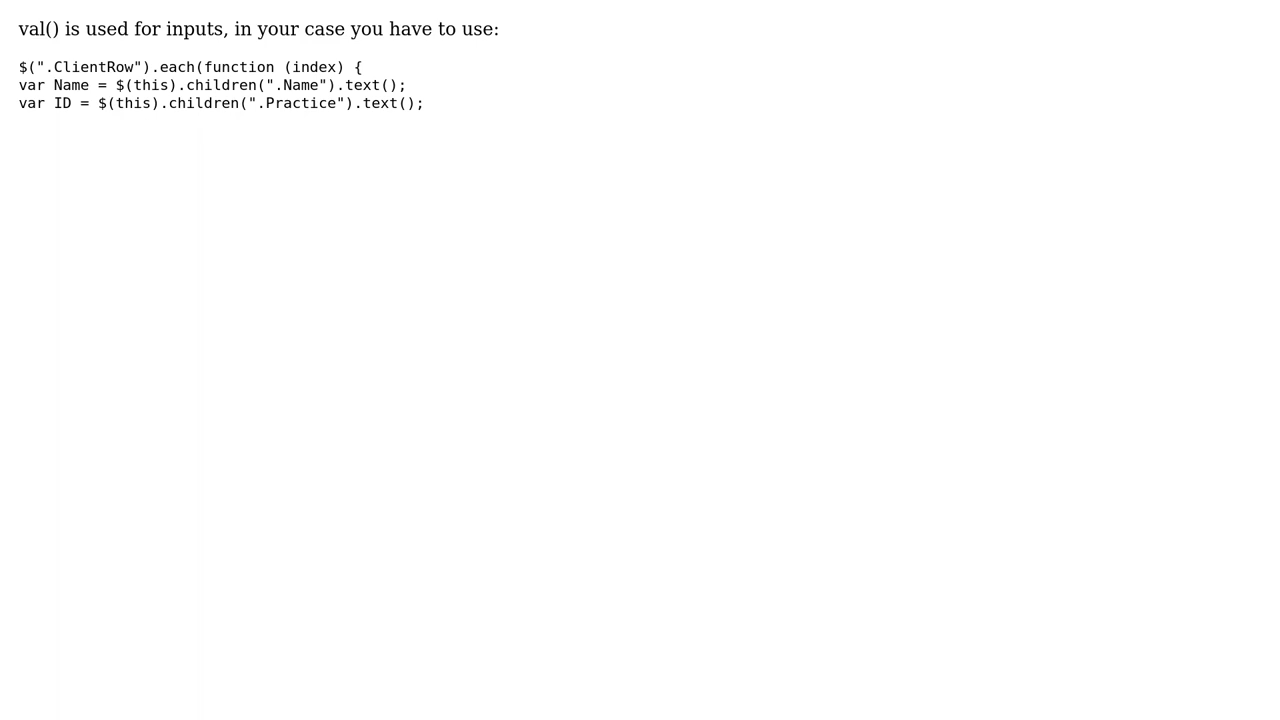 val() is used for inputs, in your case you have to use:
$(".ClientRow").each(function (index) {
var Name = $(this).children(".Name").text();
var ID = $(this).children(".Practice").text();